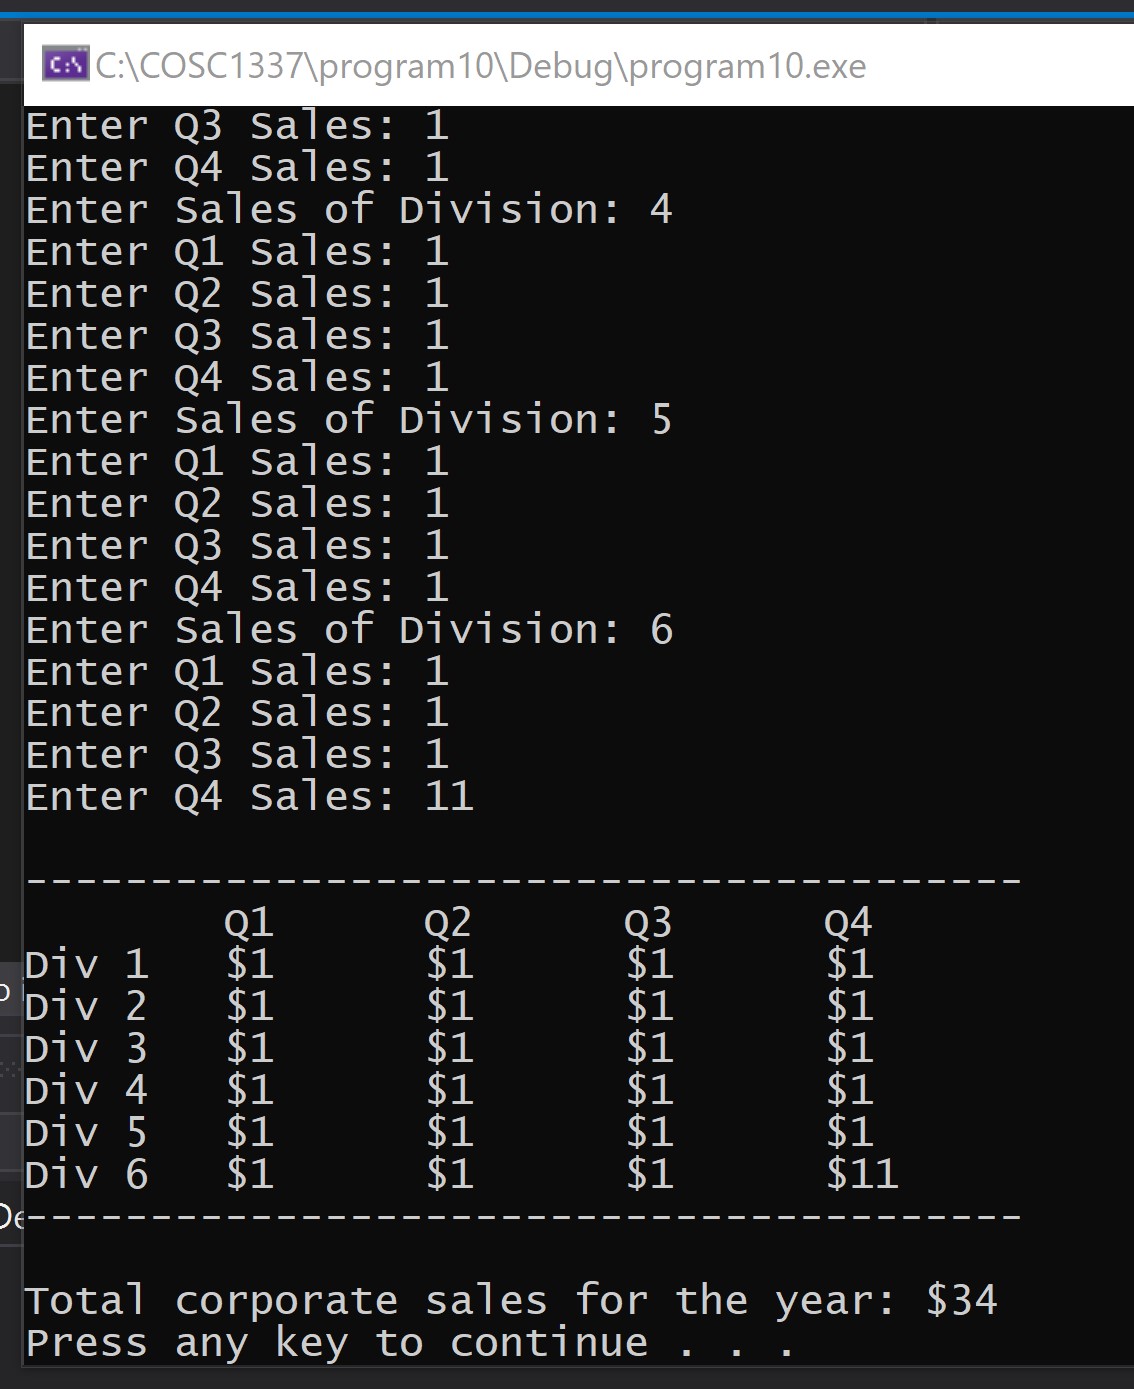 C:\COSC1337\program10\Debug\program10.exe
Enter Q3 Sales: 1
Enter Q4 Sales: 1
Enter Sales of Division: 4
Enter Q1 Sales: 1
Enter Q2 Sales: 1
Enter Q3 Sales: 1
Enter Q4 Sales: 1
Enter Sales of Division: 5
Enter Q1 Sales: 1
Enter Q2 Sales: 1
Enter Q3 Sales: 1
Enter Q4 Sales: 1
Enter Sales of Division: 6
Enter Q1 Sales: 1
Enter Q2 Sales: 1
Enter Q3 Sales: 1
Enter Q4 Sales: 11
----------------------------------------
Q1 Q2 Q3 Q4
Div 1 $1 $1 $1 $1
Div 2 $1 $1 $1 $1
Div 3 $1 $1 $1 $1
Div 4 $1 $1 $1 $1
Div 5 $1 $1 $1 $1
Div 6 $1 $1 $1 $11
----------------------------------------
Total corporate sales for the year: $34
Press any key to continue . . .